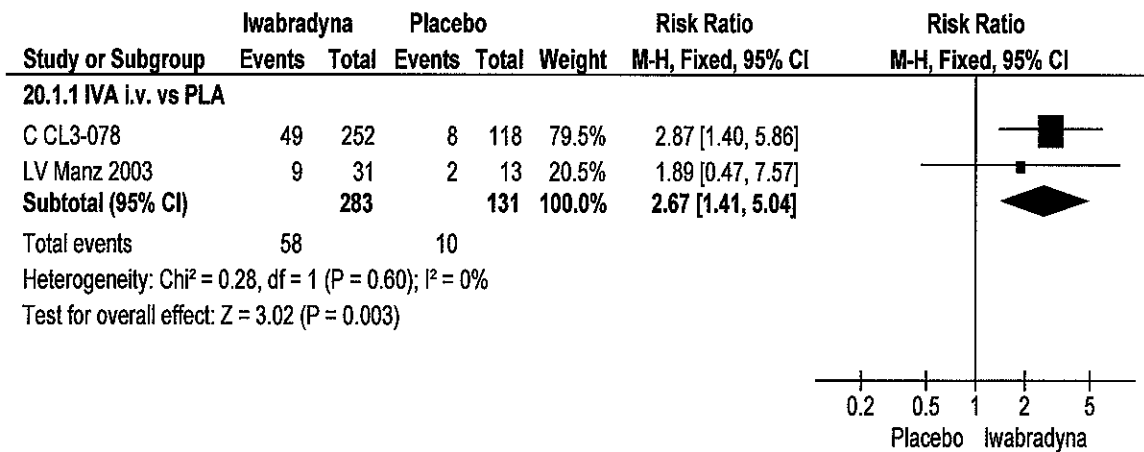 Iwabradyna Placebo Risk Ratio Risk Ratio
Study or Subgroup Events Total Events Total Weight M-H, Fixed, 95% CI M-H, Fixed, 95% CI
20.1.1 IVA i.v. vs PLA
C CL3-078 49 252 8 118 79.5% 2.87 [1.40, 5.86]
LV Manz 2003 9 31 2 13 20.5% 1.89 [0.47, 7.57]
Subtotal (95% CI) 283 131 100.0% 2.67 [1.41, 5.04]
Total events 58 10
Heterogeneity: Chi² = 0.28, df = 1 (P = 0.60); I² = 0%
Test for overall effect: Z = 3.02 (P = 0.003)
0.2 0.5 1 2 5
Placebo Iwabradyna